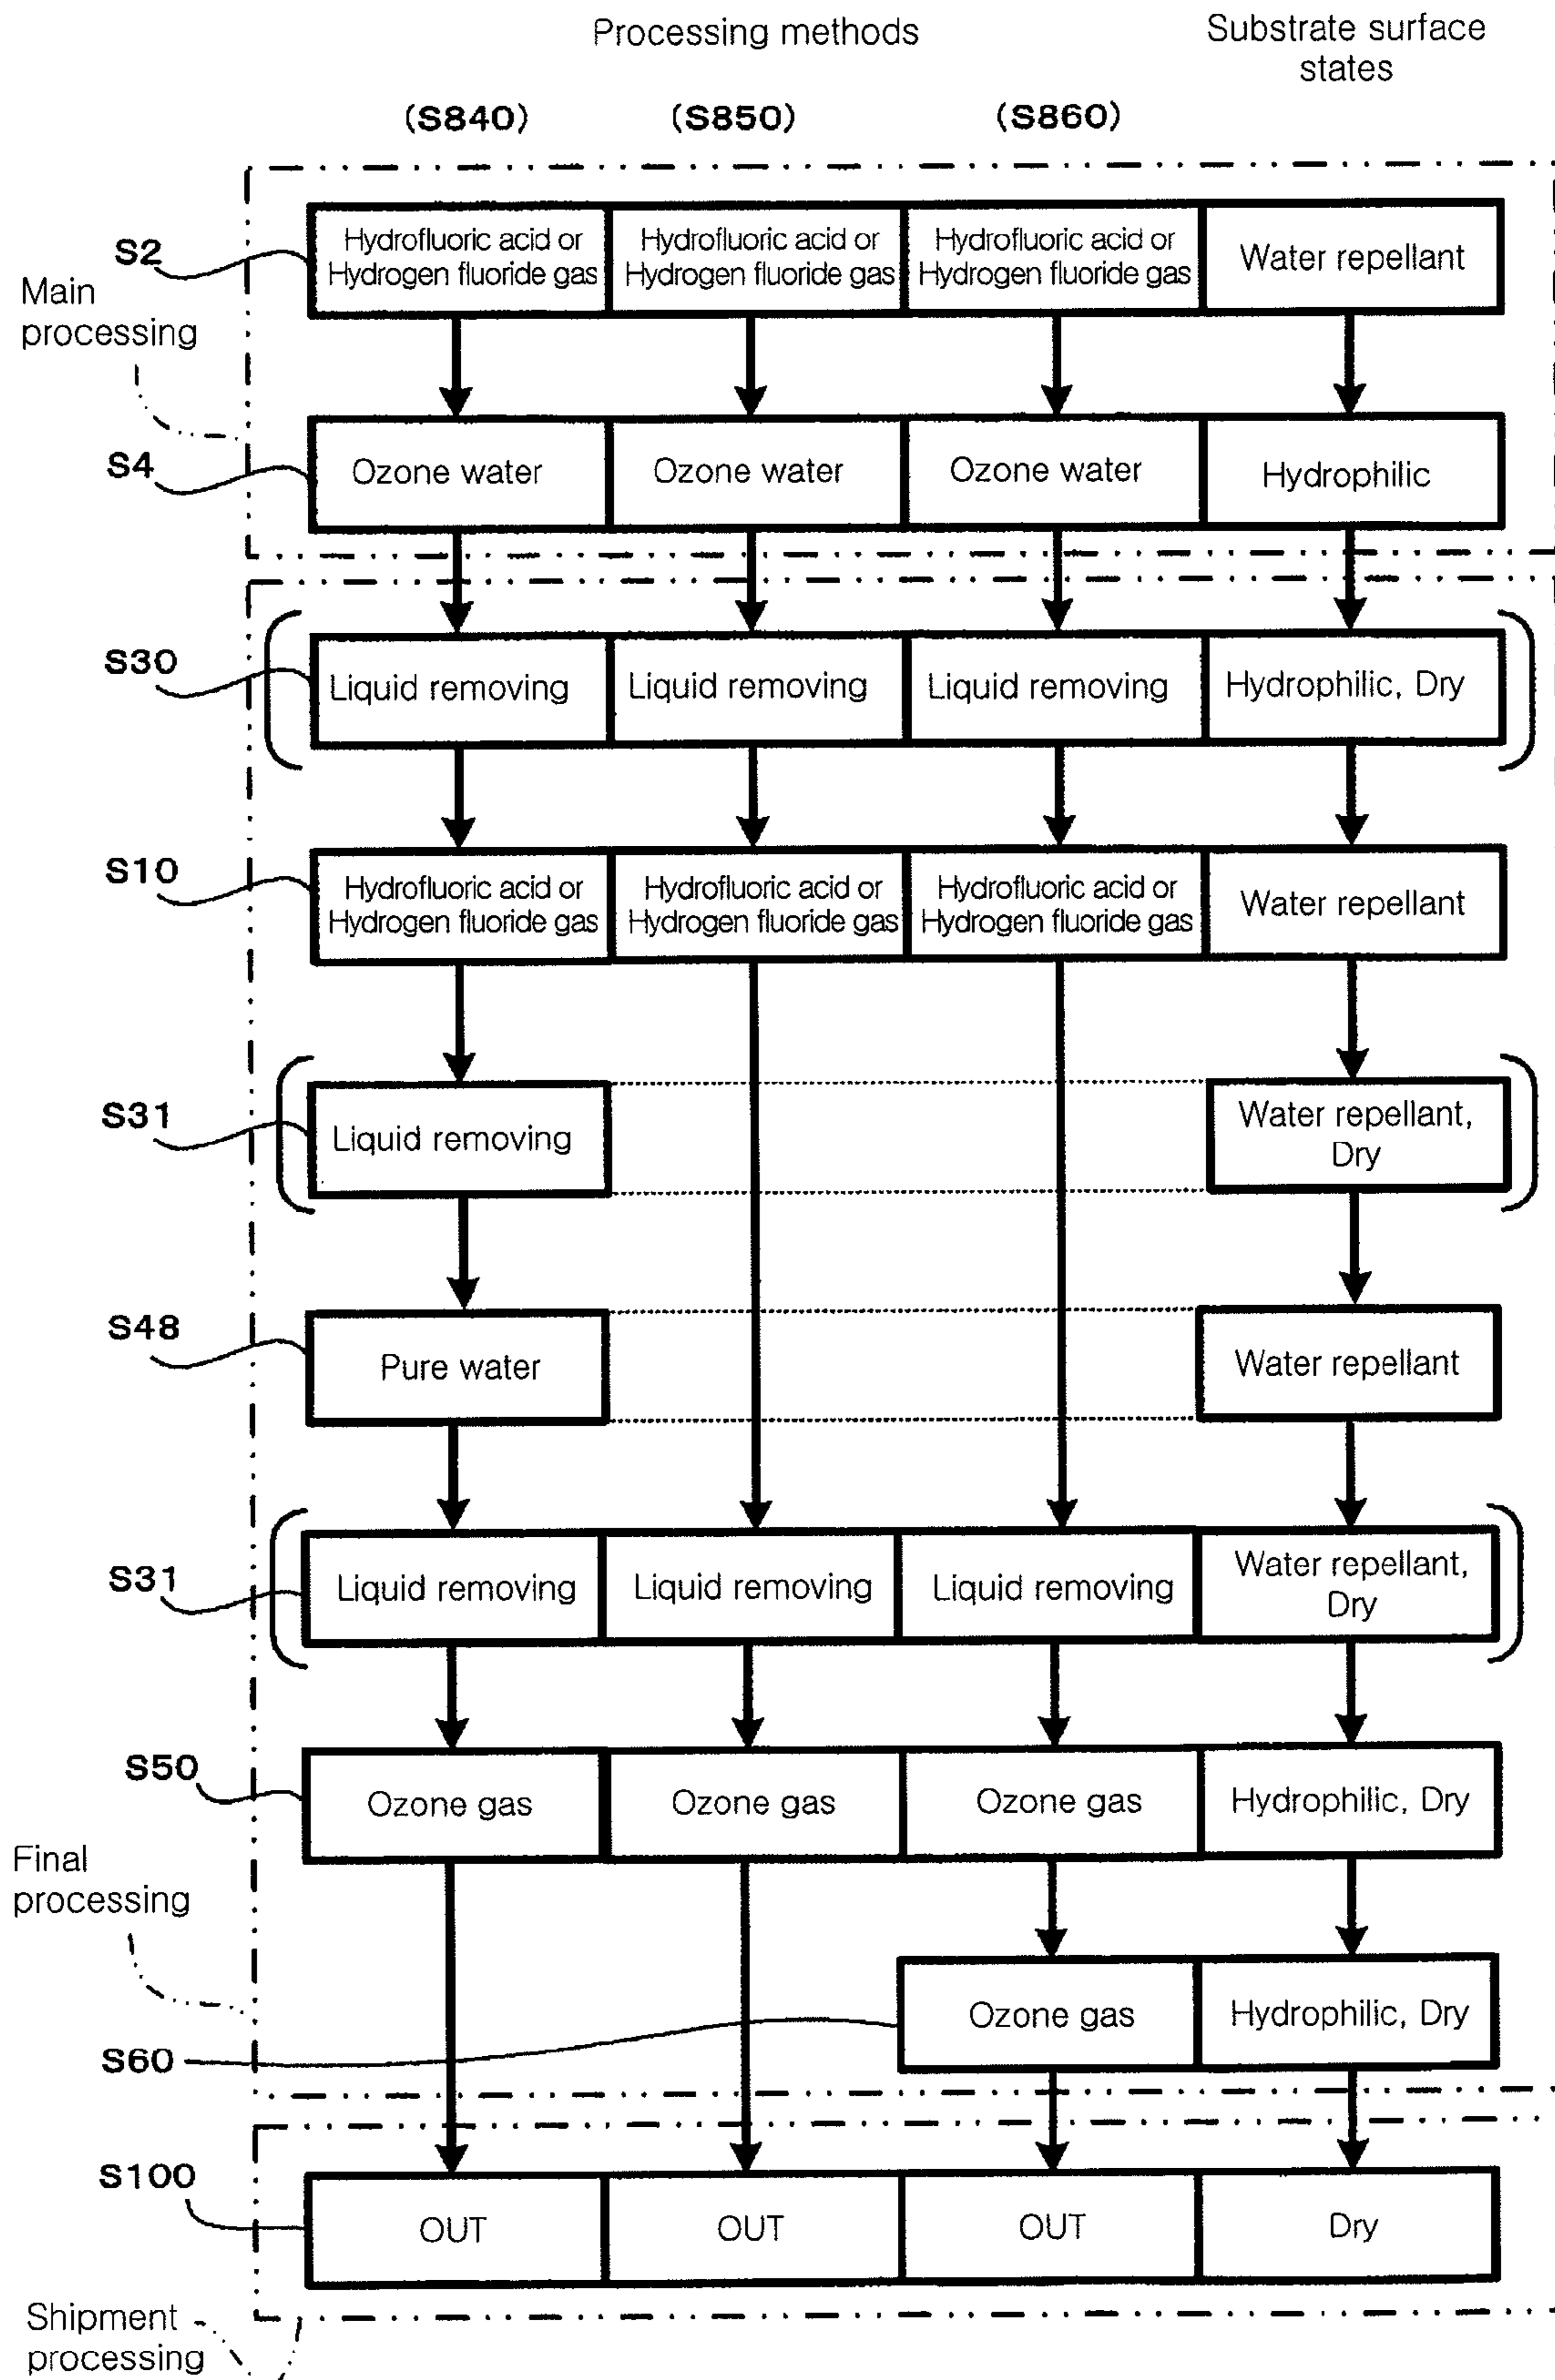 Processing methods
Substrate surface
states
(S840)
(S850)
(S860)
S2
Hydrofluoric acid or
Hydrogen fluoride gas
Hydrofluoric acid or
Hydrogen fluoride gas
Hydrofluoric acid or
Hydrogen fluoride gas
Water repellant
Main
processing
S4
Ozone water
Ozone water
Ozone water
Hydrophilic
S30
Liquid removing
Liquid removing
Liquid removing
Hydrophilic, Dry
S10
Hydrofluoric acid or
Hydrogen fluoride gas
Hydrofluoric acid or
Hydrogen fluoride gas
Hydrofluoric acid or
Hydrogen fluoride gas
Water repellant
S31
Liquid removing
Water repellant,
Dry
S48
Pure water
Water repellant
S31
Liquid removing
Liquid removing
Liquid removing
Water repellant,
Dry
S50
Ozone gas
Ozone gas
Ozone gas
Hydrophilic, Dry
Final
processing
S60
Ozone gas
Hydrophilic, Dry
S100
OUT
OUT
OUT
Dry
Shipment
processing